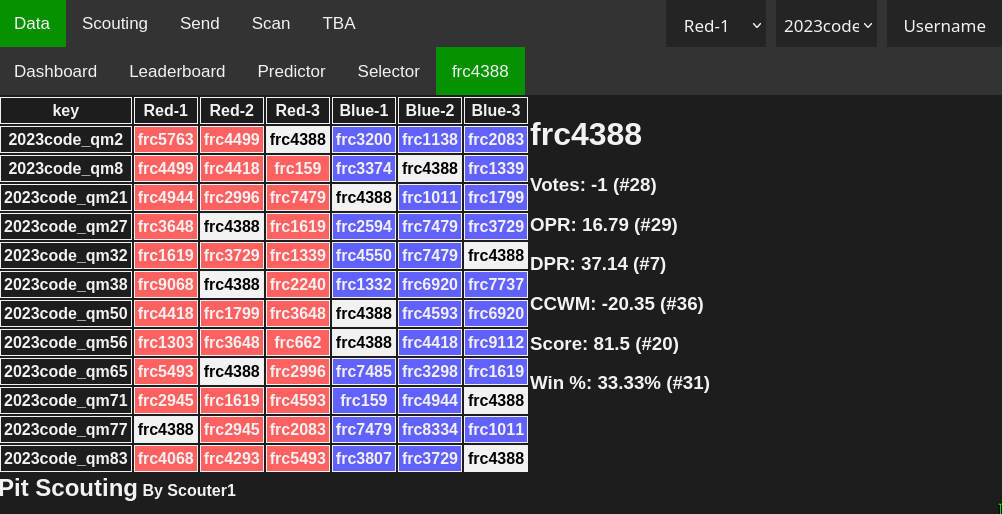 Data Scouting Send Scan TBA Red-1 2023code Username
Dashboard Leaderboard Predictor Selector frc4388
key Red-1 Red-2 Red-3 Blue-1 Blue-2 Blue-3
2023code_qm2 frc5763 frc4499 frc4388 frc3200 frc1138 frc2083
2023code_qm8 frc4499 frc4418 frc159 frc3374 frc4388 frc1339
2023code_qm21 frc4944 frc2996 frc7479 frc4388 frc1011 frc1799
2023code_qm27 frc3648 frc4388 frc1619 frc2594 frc7479 frc3729
2023code_qm32 frc1619 frc3729 frc1339 frc4550 frc7479 frc4388
2023code_qm38 frc9068 frc4388 frc2240 frc1332 frc6920 frc7737
2023code_qm50 frc4418 frc1799 frc3648 frc4388 frc4593 frc6920
2023code_qm56 frc1303 frc3648 frc662 frc4388 frc4418 frc9112
2023code_qm65 frc5493 frc4388 frc2996 frc7485 frc3298 frc1619
2023code_qm71 frc2945 frc1619 frc4593 frc159 frc4944 frc4388
2023code_qm77 frc4388 frc2945 frc2083 frc7479 frc8334 frc1011
2023code_qm83 frc4068 frc4293 frc5493 frc3807 frc3729 frc4388
frc4388
Votes: -1 (#28)
OPR: 16.79 (#29)
DPR: 37.14 (#7)
CCWM: -20.35 (#36)
Score: 81.5 (#20)
Win %: 33.33% (#31)
Pit Scouting By Scouter1